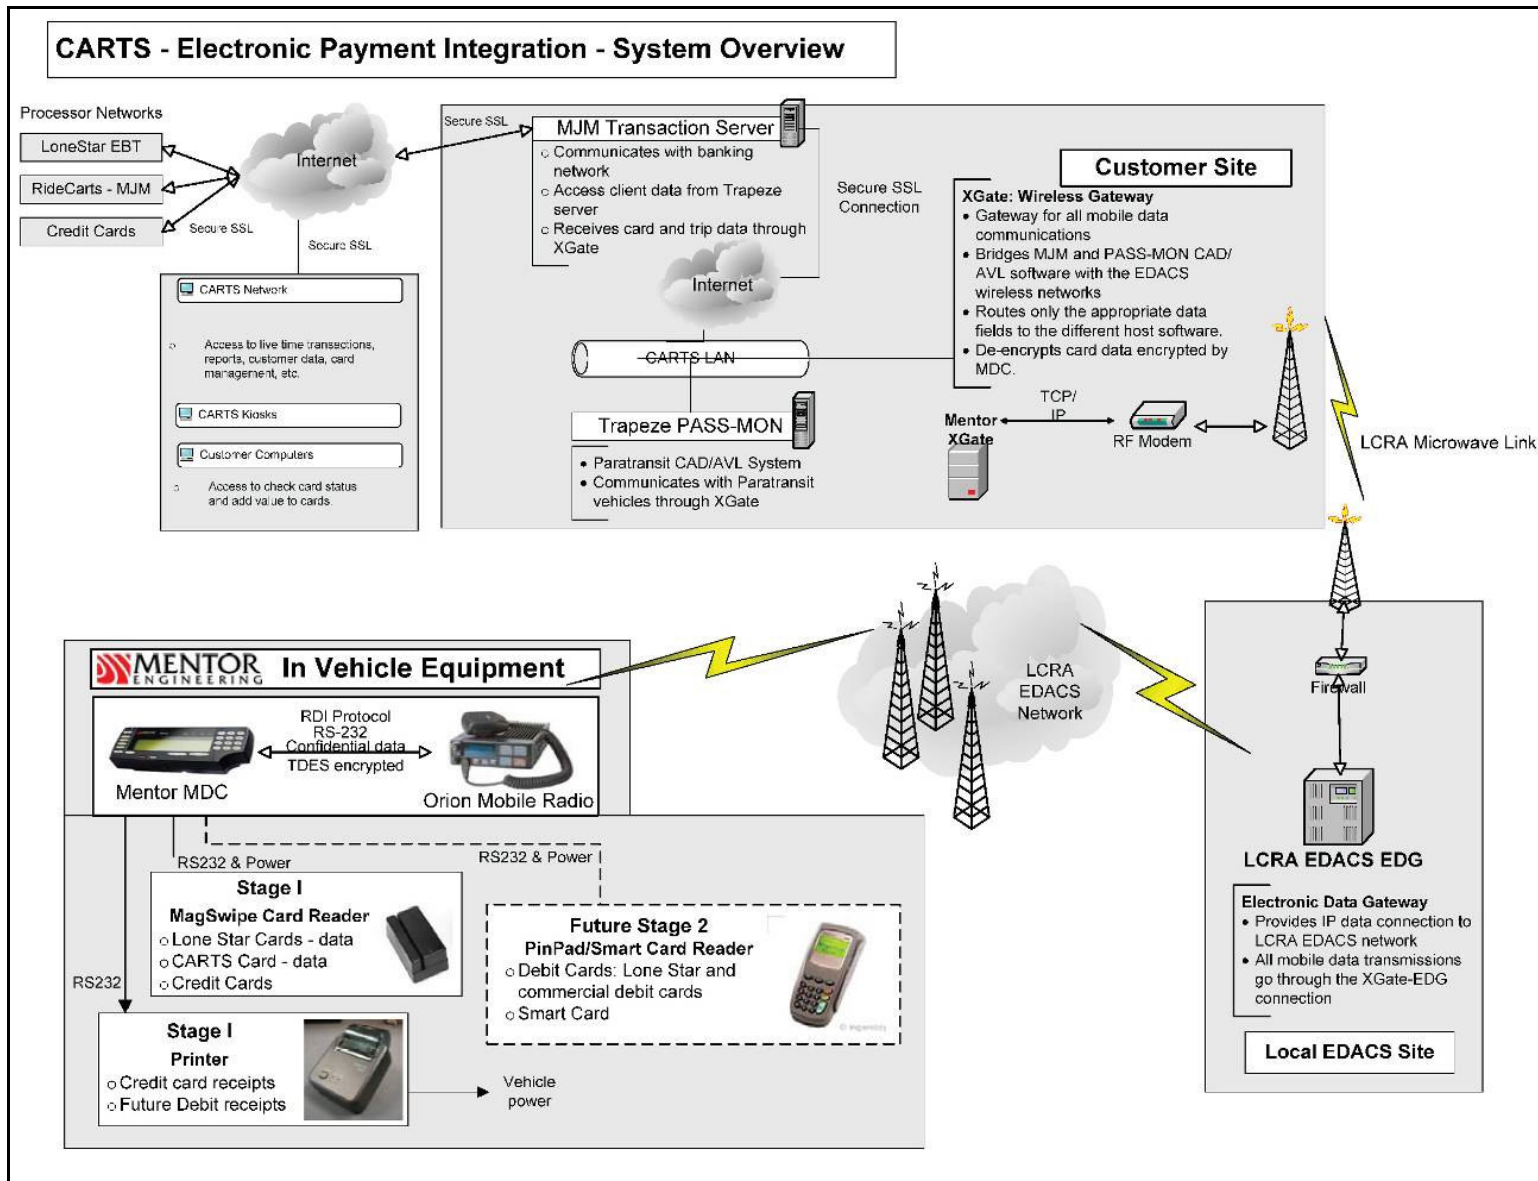 CARTS - Electronic Payment Integration - System Overview
Processor Networks
LoneStar EBT
RideCarts - MJM
Credit Cards
Secure SSL
Internet
Secure SSL
Secure SSL
CARTS Network
Access to live time transactions,
reports, customer data, card
management, etc.
CARTS Kiosks
Customer Computers
Access to check card status
and add value to cards.
MJM Transaction Server
Communicates with banking
network
Access client data from Trapeze
server
Receives card and trip data through
XGate
Secure SSL
Connection
Internet
CARTS LAN
Trapeze PASS-MON
Paratransit CAD/AVL System
Communicates with Paratransit
vehicles through XGate
Customer Site
XGate: Wireless Gateway
Gateway for all mobile data
communications
Bridges MJM and PASS-MON CAD/
AVL software with the EDACS
wireless networks
Routes only the appropriate data
fields to the different host software.
De-encrypts card data encrypted by
MDC.
Mentor
XGate
TCP/
IP
RF Modem
LCRA Microwave Link
MENTOR
ENGINEERING
In Vehicle Equipment
RDI Protocol
RS-232
Confidential data
TDES encrypted
Mentor MDC
Orion Mobile Radio
LCRA
EDACS
Network
Firewall
LCRA EDACS EDG
Electronic Data Gateway
Provides IP data connection to
LCRA EDACS network
All mobile data transmissions
go through the XGate-EDG
connection
Local EDACS Site
RS232 & Power
RS232 & Power
RS232
Stage I
MagSwipe Card Reader
Lone Star Cards - data
CARTS Card - data
Credit Cards
Future Stage 2
PinPad/Smart Card Reader
Debit Cards: Lone Star and
commercial debit cards
Smart Card
© ingenico
Stage I
Printer
Credit card receipts
Future Debit receipts
Vehicle
power